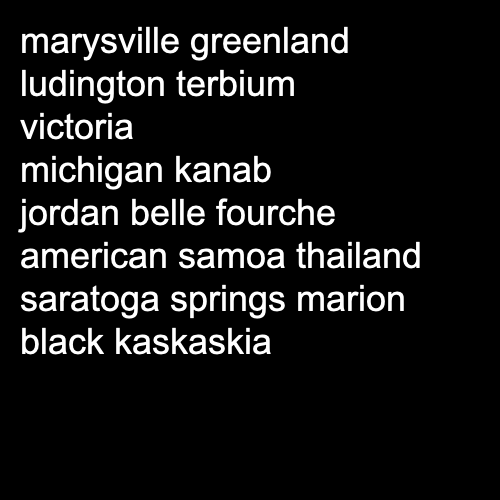 marysville greenland
ludington terbium
victoria
michigan kanab
jordan belle fourche
american samoa thailand
saratoga springs marion
black kaskaskia